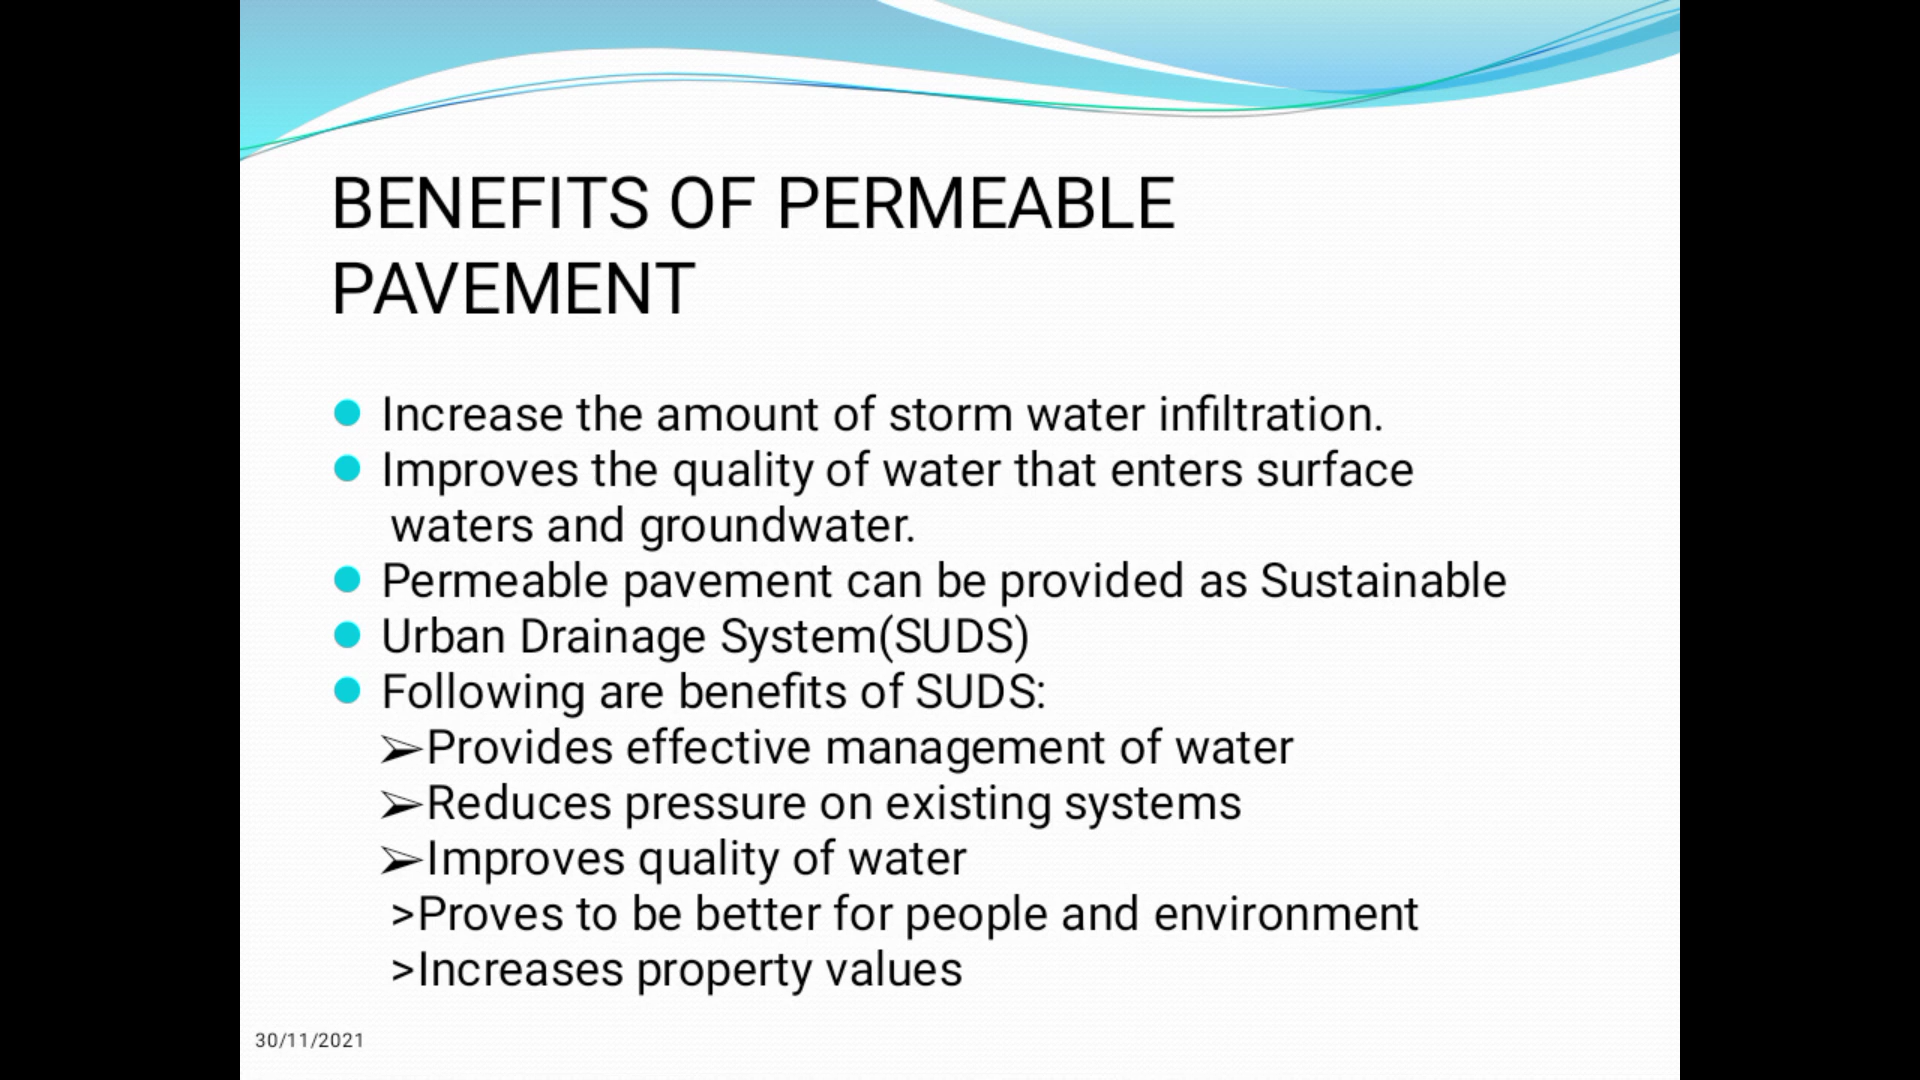 BENEFITS OF PERMEABLE
PAVEMENT
● Increase the amount of storm water infiltration.
● Improves the quality of water that enters surface
waters and groundwater.
● Permeable pavement can be provided as Sustainable
● Urban Drainage System(SUDS)
● Following are benefits of SUDS:
➢Provides effective management of water
➢Reduces pressure on existing systems
➢Improves quality of water
>Proves to be better for people and environment
>Increases property values
30/11/2021